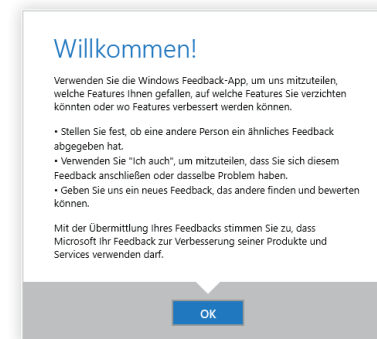 Willkommen!
Verwenden Sie die Windows Feedback-App, um uns mitzuteilen,
welche Features Ihnen gefallen, auf welche Features Sie verzichten
könnten oder wo Features verbessert werden können.
• Stellen Sie fest, ob eine andere Person ein ähnliches Feedback
abgegeben hat.
• Verwenden Sie "Ich auch", um mitzuteilen, dass Sie sich diesem
Feedback anschließen oder dasselbe Problem haben.
• Geben Sie uns ein neues Feedback, das andere finden und bewerten
können.
Mit der Übermittlung Ihres Feedbacks stimmen Sie zu, dass
Microsoft Ihr Feedback zur Verbesserung seiner Produkte und
Services verwenden darf.
OK